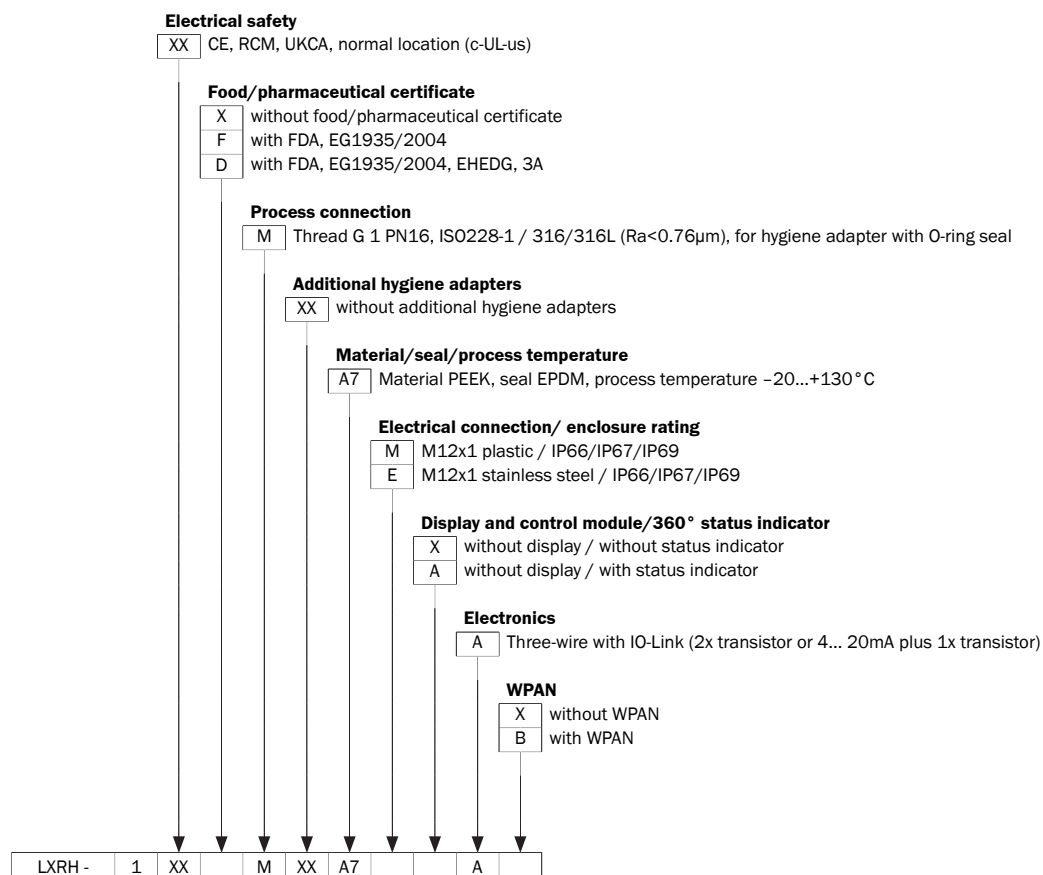 Electrical safety
XX CE, RCM, UKCA, normal location (c-UL-us)
Food/pharmaceutical certificate
X without food/pharmaceutical certificate
F with FDA, EG1935/2004
D with FDA, EG1935/2004, EHEDG, 3A
Process connection
M Thread G 1 PN16, ISO228-1 / 316/316L (Ra<0.76µm), for hygiene adapter with O-ring seal
Additional hygiene adapters
XX without additional hygiene adapters
Material/seal/process temperature
A7 Material PEEK, seal EPDM, process temperature –20...+130°C
Electrical connection/ enclosure rating
M M12x1 plastic / IP66/IP67/IP69
E M12x1 stainless steel / IP66/IP67/IP69
Display and control module/360° status indicator
X without display / without status indicator
A without display / with status indicator
Electronics
A Three-wire with IO-Link (2x transistor or 4... 20mA plus 1x transistor)
WPAN
X without WPAN
B with WPAN
LXRH - 1 XX M XX A7 A